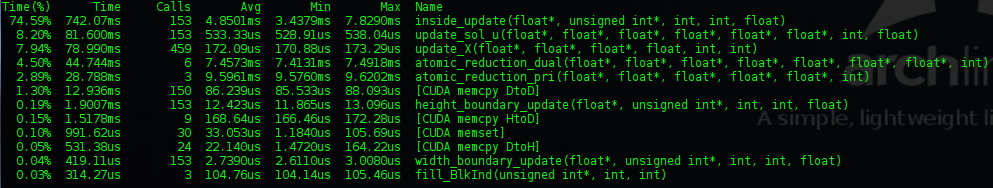 Time(%) Time Calls Avg Min Max Name
74.59% 742.07ms 153 4.8501ms 3.4379ms 7.8290ms inside_update(float*, unsigned int*, int, int, float)
8.20% 81.600ms 153 533.33us 528.91us 538.04us update_sol_u(float*, float*, float*, float*, float*, float*, int, float)
7.94% 78.990ms 459 172.09us 170.88us 173.29us update_X(float*, float*, float*, int)
4.50% 44.744ms 6 7.4573ms 7.4131ms 7.4918ms atomic_reduction_dual(float*, float*, float*, float*, float*, float*, int)
2.89% 28.788ms 3 9.5961ms 9.5760ms 9.6202ms atomic_reduction_pri(float*, float*, float*, float*, int)
1.30% 12.936ms 150 86.239us 85.533us 88.093us [CUDA memcpy DtoD]
0.19% 1.9007ms 153 12.423us 11.865us 13.096us height_boundary_update(float*, unsigned int*, int, int, float)
0.15% 1.5178ms 9 168.64us 166.46us 172.28us [CUDA memcpy HtoD]
0.10% 991.62us 30 33.053us 1.1840us 105.69us [CUDA memset]
0.05% 531.38us 24 22.140us 1.4720us 164.22us [CUDA memcpy DtoH]
0.04% 419.11us 153 2.7390us 2.6110us 3.0080us width_boundary_update(float*, unsigned int*, int, int, float)
0.03% 314.27us 3 104.76us 104.14us 105.46us fill_BlkInd(unsigned int*, int, int)
archli
A simple, lightweight li